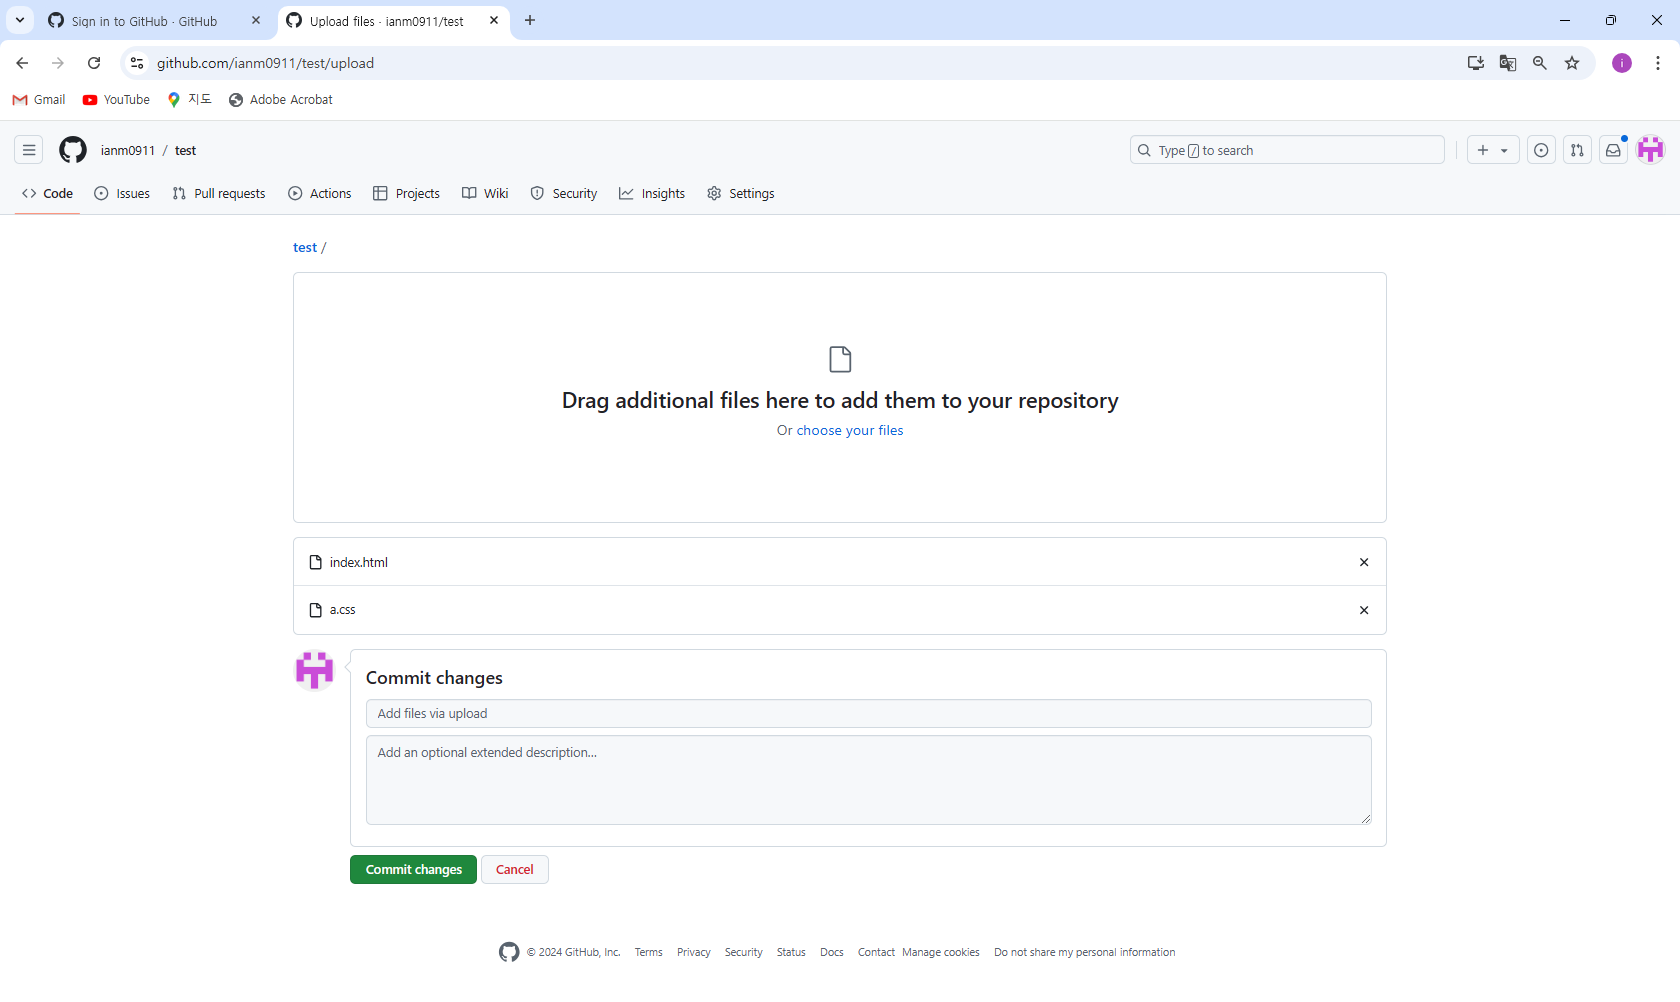 Sign in to GitHub · GitHub
Upload files · ianm0911/test
github.com/ianm0911/test/upload
i
Gmail
YouTube
지도
Adobe Acrobat
ianm0911 / test
Type / to search
Code
Issues
Pull requests
Actions
Projects
Wiki
Security
Insights
Settings
test /
Drag additional files here to add them to your repository
Or choose your files
index.html
a.css
Commit changes
Add files via upload
Add an optional extended description...
Commit changes
Cancel
© 2024 GitHub, Inc. Terms Privacy Security Status Docs Contact Manage cookies Do not share my personal information